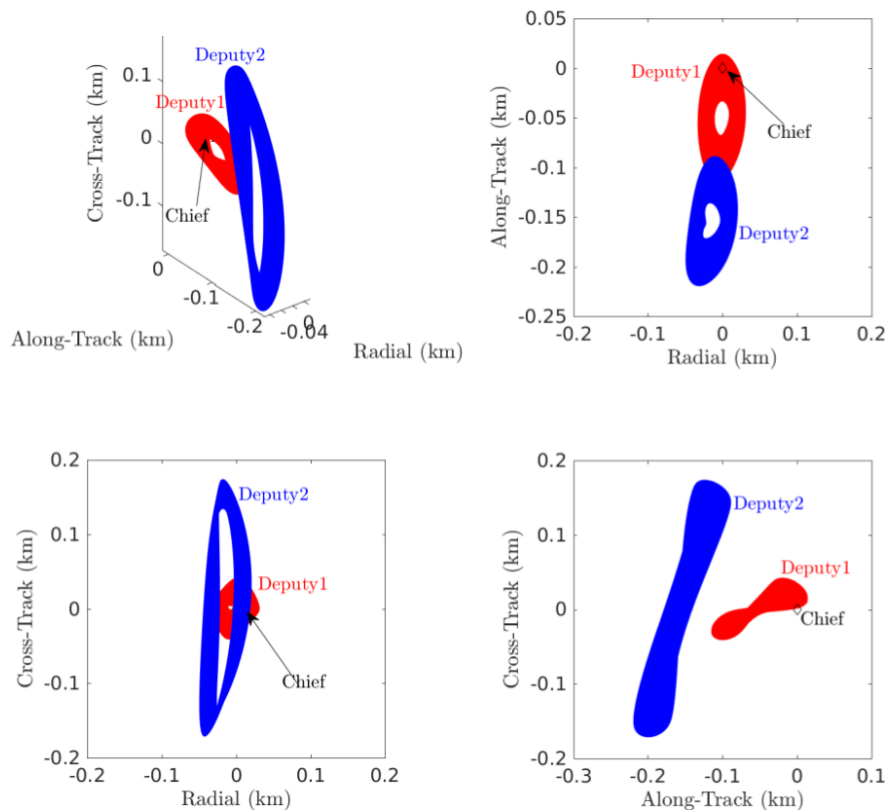 Deputy2
Deputy1
Chief
0.1
0
-0.1
Cross-Track (km)
0
-0.1
-0.2
-0.04
0
Along-Track (km)
Radial (km)
0.05
0
-0.05
-0.1
-0.15
-0.2
-0.25
Along-Track (km)
Deputy1
Chief
Deputy2
-0.2
-0.1
0
0.1
0.2
Radial (km)
0.2
0.1
0
-0.1
-0.2
Cross-Track (km)
Deputy2
Deputy1
Chief
-0.2
-0.1
0
0.1
0.2
Radial (km)
0.2
0.1
0
-0.1
-0.2
Cross-Track (km)
Deputy2
Deputy1
Chief
-0.3
-0.2
-0.1
0
0.1
Along-Track (km)